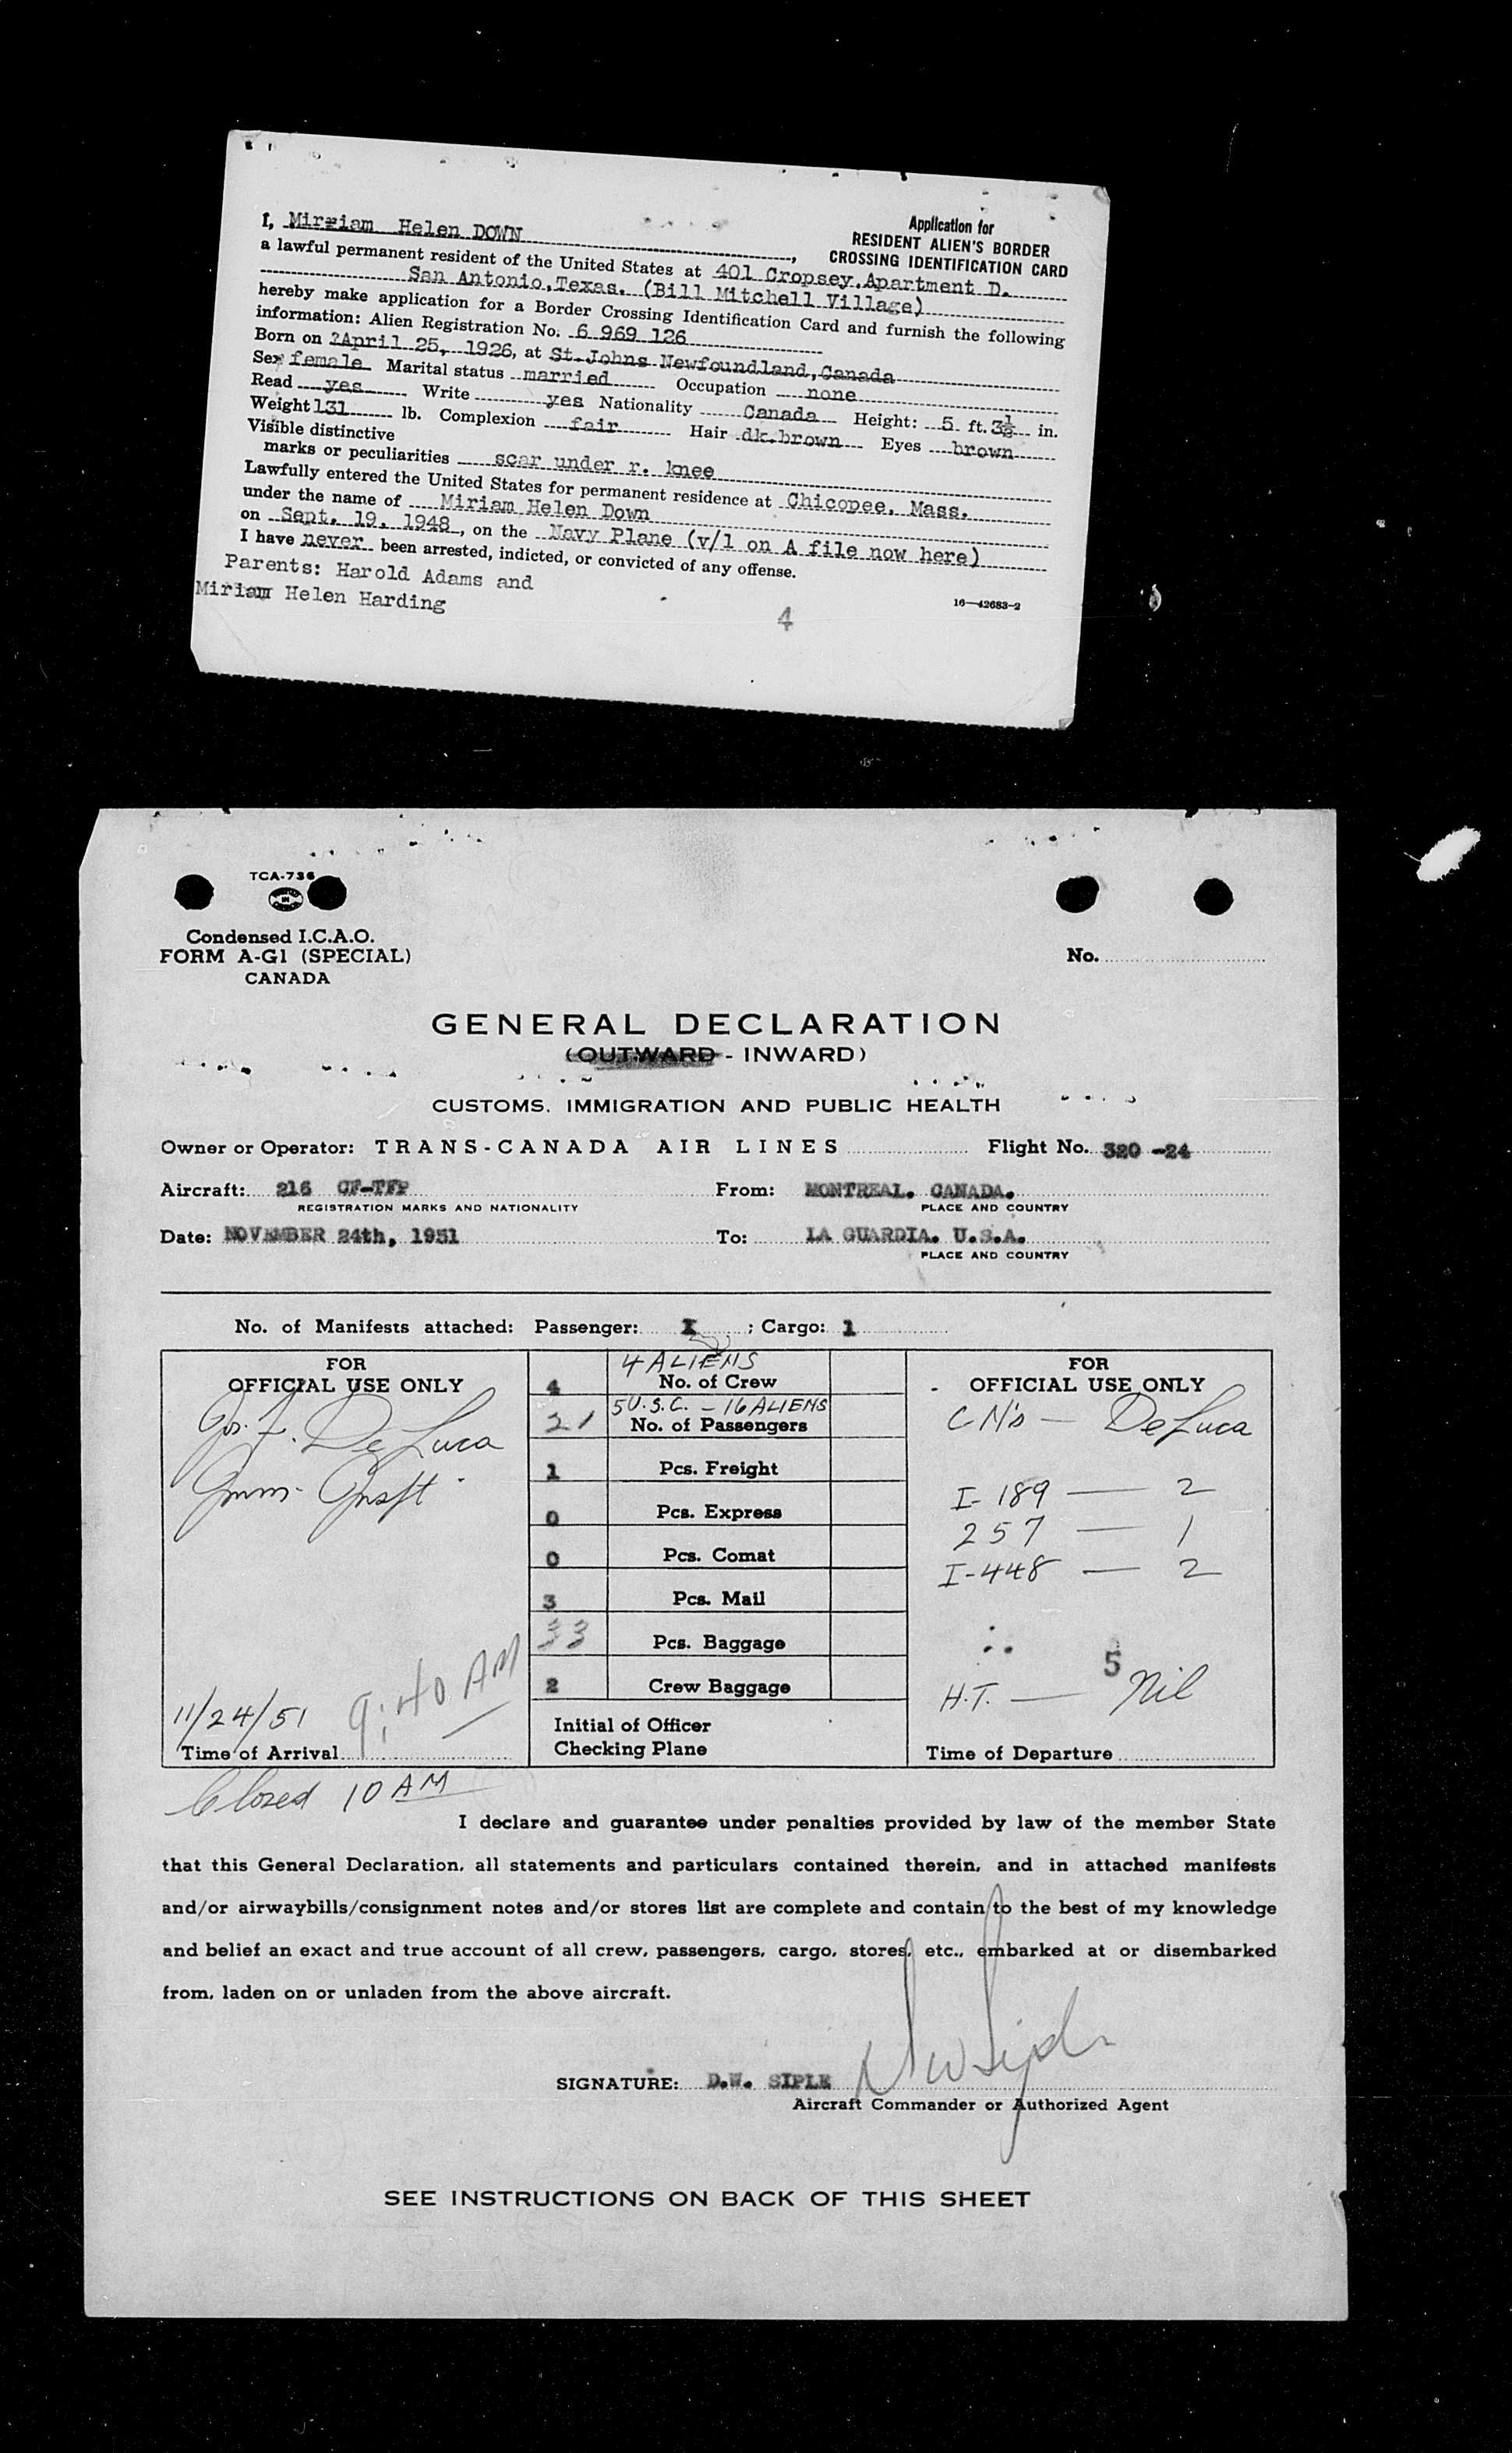 Application for
RESIDENT ALIEN'S BORDER
CROSSING IDENTIFICATION CARD
I, Mirriam Helen DOWN,
a lawful permanent resident of the United States at 401 Cropsey, Apartment D.
San Antonio, Texas. (Bill Mitchell Village)
hereby make application for a Border Crossing Identification Card and furnish the following
information: Alien Registration No. 6 969 126
Born on April 25, 1926, at St. Johns Newfoundland, Canada
Sex female Marital status married Occupation none
Read yes Write yes Nationality Canada Height: 5 ft. 3½ in.
Weight 131 lb. Complexion fair Hair dk. brown Eyes brown
Visible distinctive
marks or peculiarities scar under r. knee
Lawfully entered the United States for permanent residence at Chicopee, Mass.
under the name of Miriam Helen Down
on Sept. 19, 1948, on the Navy Plane (v/l on A file now here)
I have never been arrested, indicted, or convicted of any offense.
Parents: Harold Adams and
Miriam Helen Harding
16—42683-2
4
TCA-736
Condensed I.C.A.O.
FORM A-G1 (SPECIAL)
CANADA
No.
GENERAL DECLARATION
(OUTWARD - INWARD)
CUSTOMS, IMMIGRATION AND PUBLIC HEALTH
Owner or Operator: TRANS-CANADA AIR LINES Flight No. 320 -24
Aircraft: 216 CF-TFP From: MONTREAL. CANADA.
REGISTRATION MARKS AND NATIONALITY PLACE AND COUNTRY
Date: NOVEMBER 24th, 1951 To: LA GUARDIA. U.S.A.
PLACE AND COUNTRY
No. of Manifests attached: Passenger: ; Cargo: 1
FOR
OFFICIAL USE ONLY
Jos. F. De Luca
Imm. Inspt.
11/24/51 9:40 AM
Time of Arrival
4 4 ALIENS
No. of Crew
21 5 U.S.C. - 16 ALIENS
No. of Passengers
1 Pcs. Freight
0 Pcs. Express
0 Pcs. Comat
3 Pcs. Mail
33 Pcs. Baggage
2 Crew Baggage
Initial of Officer
Checking Plane
FOR
OFFICIAL USE ONLY
C N's — De Luca
I-189 — 2
257 — 1
I-448 — 2
5
H.T. — Nil
Time of Departure
Closed 10 AM
I declare and guarantee under penalties provided by law of the member State
that this General Declaration, all statements and particulars contained therein, and in attached manifests
and/or airwaybills/consignment notes and/or stores list are complete and contain to the best of my knowledge
and belief an exact and true account of all crew, passengers, cargo, stores, etc., embarked at or disembarked
from, laden on or unladen from the above aircraft.
SIGNATURE: D.W. SIPLE DW Siple
Aircraft Commander or Authorized Agent
SEE INSTRUCTIONS ON BACK OF THIS SHEET